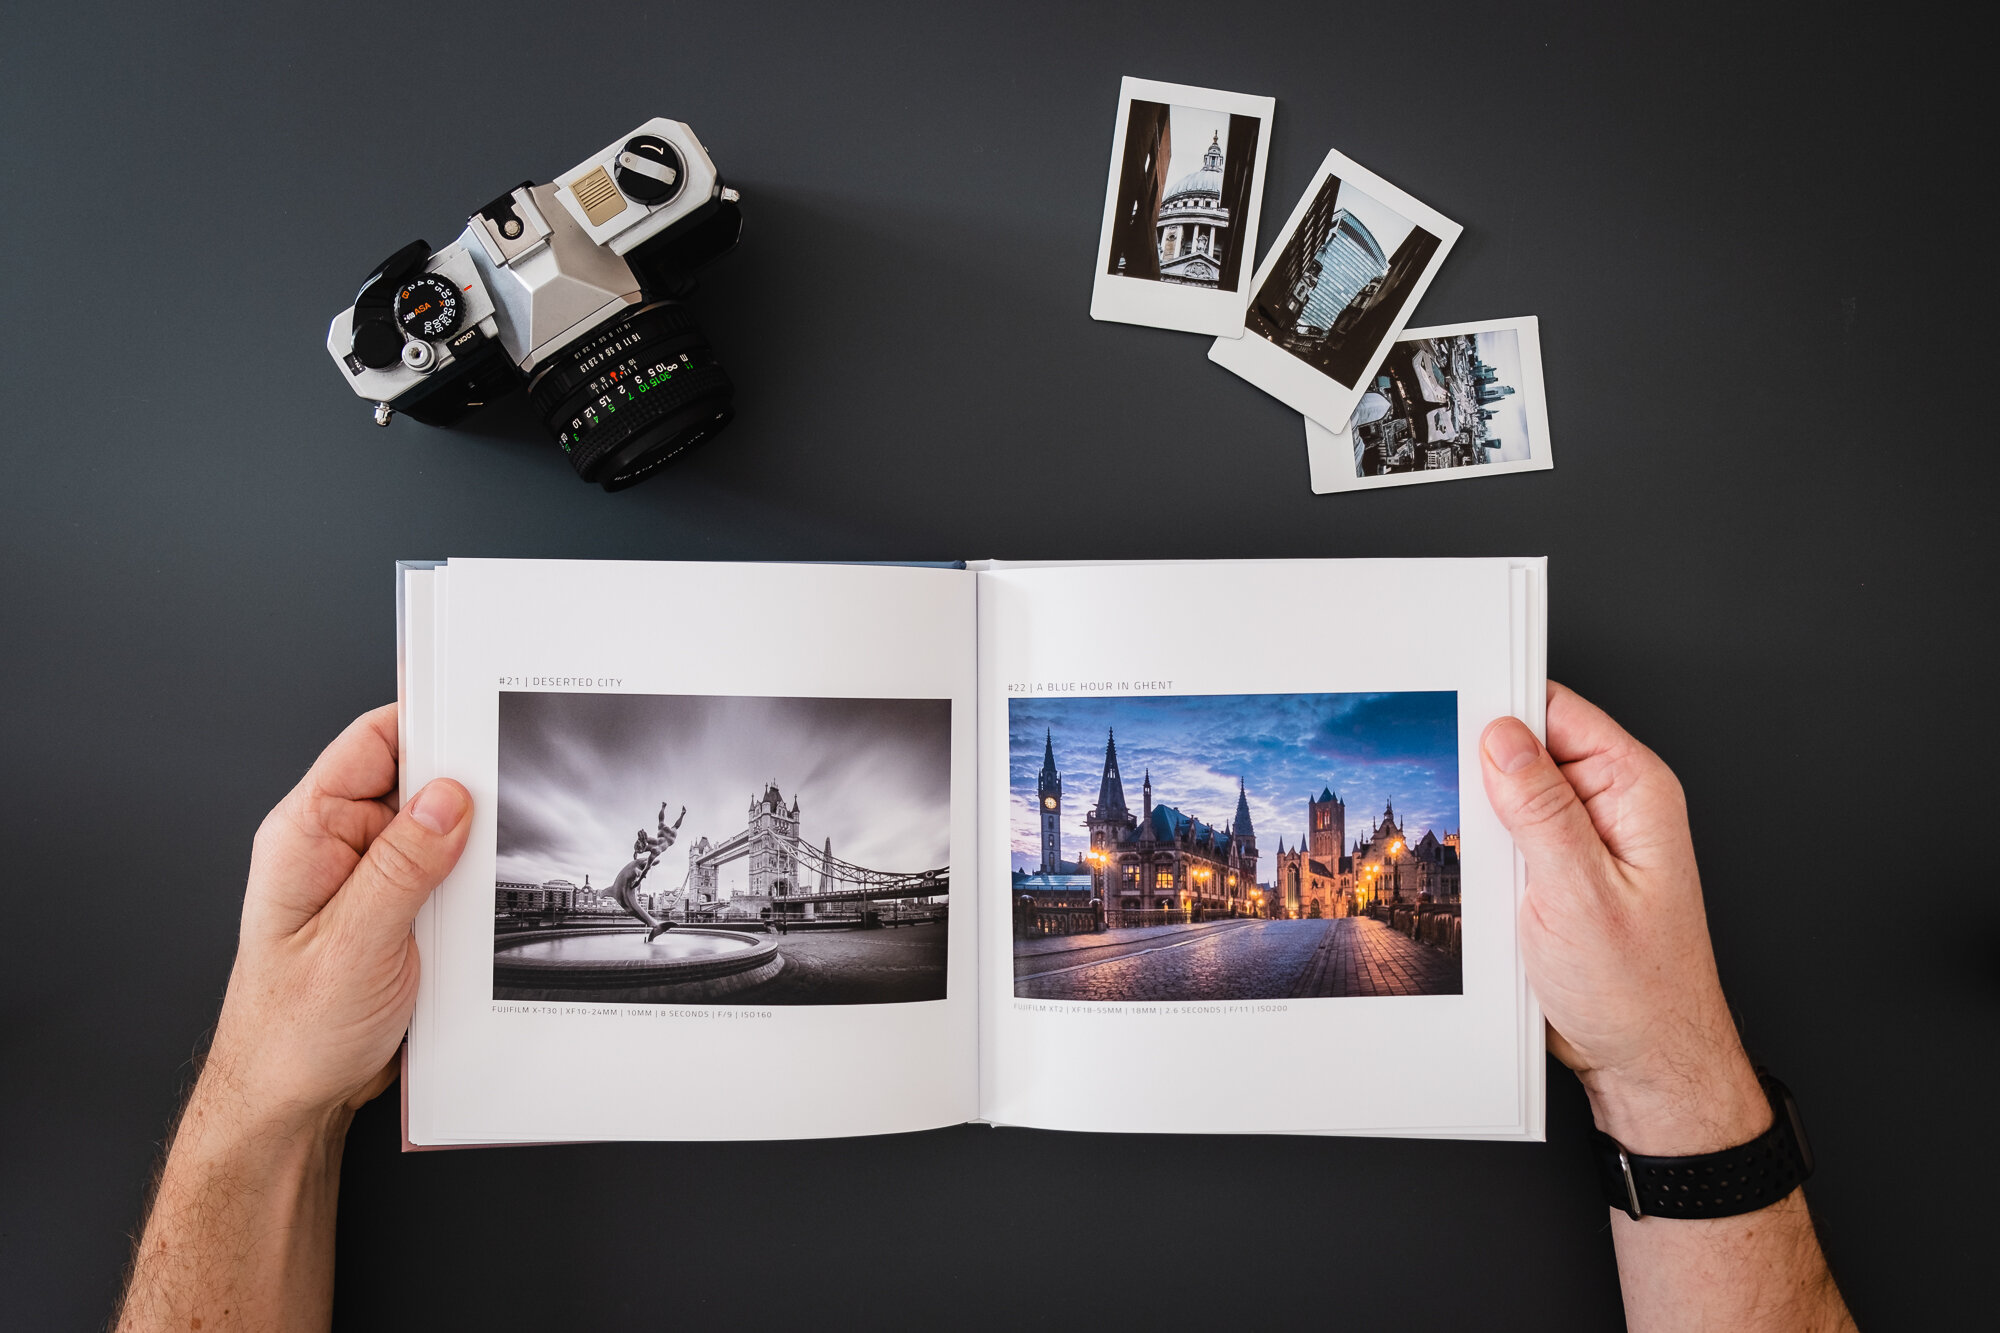 LOCK
ASA
#21 | DESERTED CITY
FUJIFILM X-T30 | XF10-24MM | 10MM | 8 SECONDS | F/9 | ISO160
#22 | A BLUE HOUR IN GHENT
FUJIFILM XT2 | XF18-55MM | 18MM | 2.6 SECONDS | F/11 | ISO200